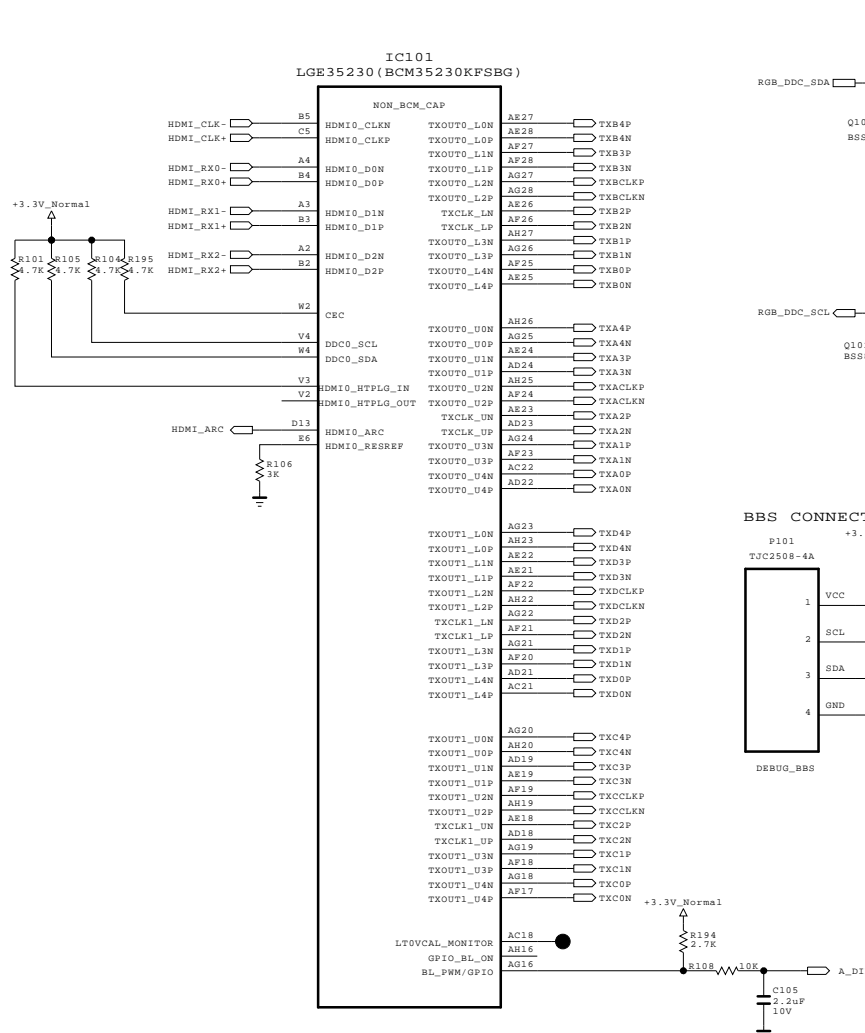 IC101
LGE35230(BCM35230KFSBG)
NON_BCM_CAP
HDMI_CLK- B5 HDMI0_CLKN
HDMI_CLK+ C5 HDMI0_CLKP
HDMI_RX0- A4 HDMI0_D0N
HDMI_RX0+ B4 HDMI0_D0P
HDMI_RX1- A3 HDMI0_D1N
HDMI_RX1+ B3 HDMI0_D1P
HDMI_RX2- A2 HDMI0_D2N
HDMI_RX2+ B2 HDMI0_D2P
+3.3V_Normal
R101 R105 R104 R195
4.7K 4.7K 4.7K 4.7K
W2 CEC
V4 DDC0_SCL
W4 DDC0_SDA
V3 HDMI0_HTPLG_IN
V2 HDMI0_HTPLG_OUT
HDMI_ARC D13 HDMI0_ARC
E6 HDMI0_RESREF
R106
3K
TXOUT0_L0N AE27 TXB4P
TXOUT0_L0P AE28 TXB4N
TXOUT0_L1N AF27 TXB3P
TXOUT0_L1P AF28 TXB3N
TXOUT0_L2N AG27 TXBCLKP
TXOUT0_L2P AG28 TXBCLKN
TXCLK_LN AE26 TXB2P
TXCLK_LP AF26 TXB2N
TXOUT0_L3N AH27 TXB1P
TXOUT0_L3P AG26 TXB1N
TXOUT0_L4N AF25 TXB0P
TXOUT0_L4P AE25 TXB0N
TXOUT0_U0N AH26 TXA4P
TXOUT0_U0P AG25 TXA4N
TXOUT0_U1N AE24 TXA3P
TXOUT0_U1P AD24 TXA3N
TXOUT0_U2N AH25 TXACLKP
TXOUT0_U2P AF24 TXACLKN
TXCLK_UN AE23 TXA2P
TXCLK_UP AD23 TXA2N
TXOUT0_U3N AG24 TXA1P
TXOUT0_U3P AF23 TXA1N
TXOUT0_U4N AC22 TXA0P
TXOUT0_U4P AD22 TXA0N
TXOUT1_L0N AG23 TXD4P
TXOUT1_L0P AH23 TXD4N
TXOUT1_L1N AE22 TXD3P
TXOUT1_L1P AE21 TXD3N
TXOUT1_L2N AF22 TXDCLKP
TXOUT1_L2P AH22 TXDCLKN
TXCLK1_LN AG22 TXD2P
TXCLK1_LP AF21 TXD2N
TXOUT1_L3N AG21 TXD1P
TXOUT1_L3P AF20 TXD1N
TXOUT1_L4N AD21 TXD0P
TXOUT1_L4P AC21 TXD0N
TXOUT1_U0N AG20 TXC4P
TXOUT1_U0P AH20 TXC4N
TXOUT1_U1N AD19 TXC3P
TXOUT1_U1P AE19 TXC3N
TXOUT1_U2N AF19 TXCCLKP
TXOUT1_U2P AH19 TXCCLKN
TXCLK1_UN AE18 TXC2P
TXCLK1_UP AD18 TXC2N
TXOUT1_U3N AG19 TXC1P
TXOUT1_U3P AF18 TXC1N
TXOUT1_U4N AG18 TXC0P
TXOUT1_U4P AF17 TXC0N
LT0VCAL_MONITOR AC18
GPIO_BL_ON AH16
BL_PWM/GPIO AG16
+3.3V_Normal
R194
2.7K
R108 10K A_DI
C105
2.2uF
10V
RGB_DDC_SDA
RGB_DDC_SCL
BBS CONNECT
+3.
P101
TJC2508-4A
1 VCC
2 SCL
3 SDA
4 GND
DEBUG_BBS